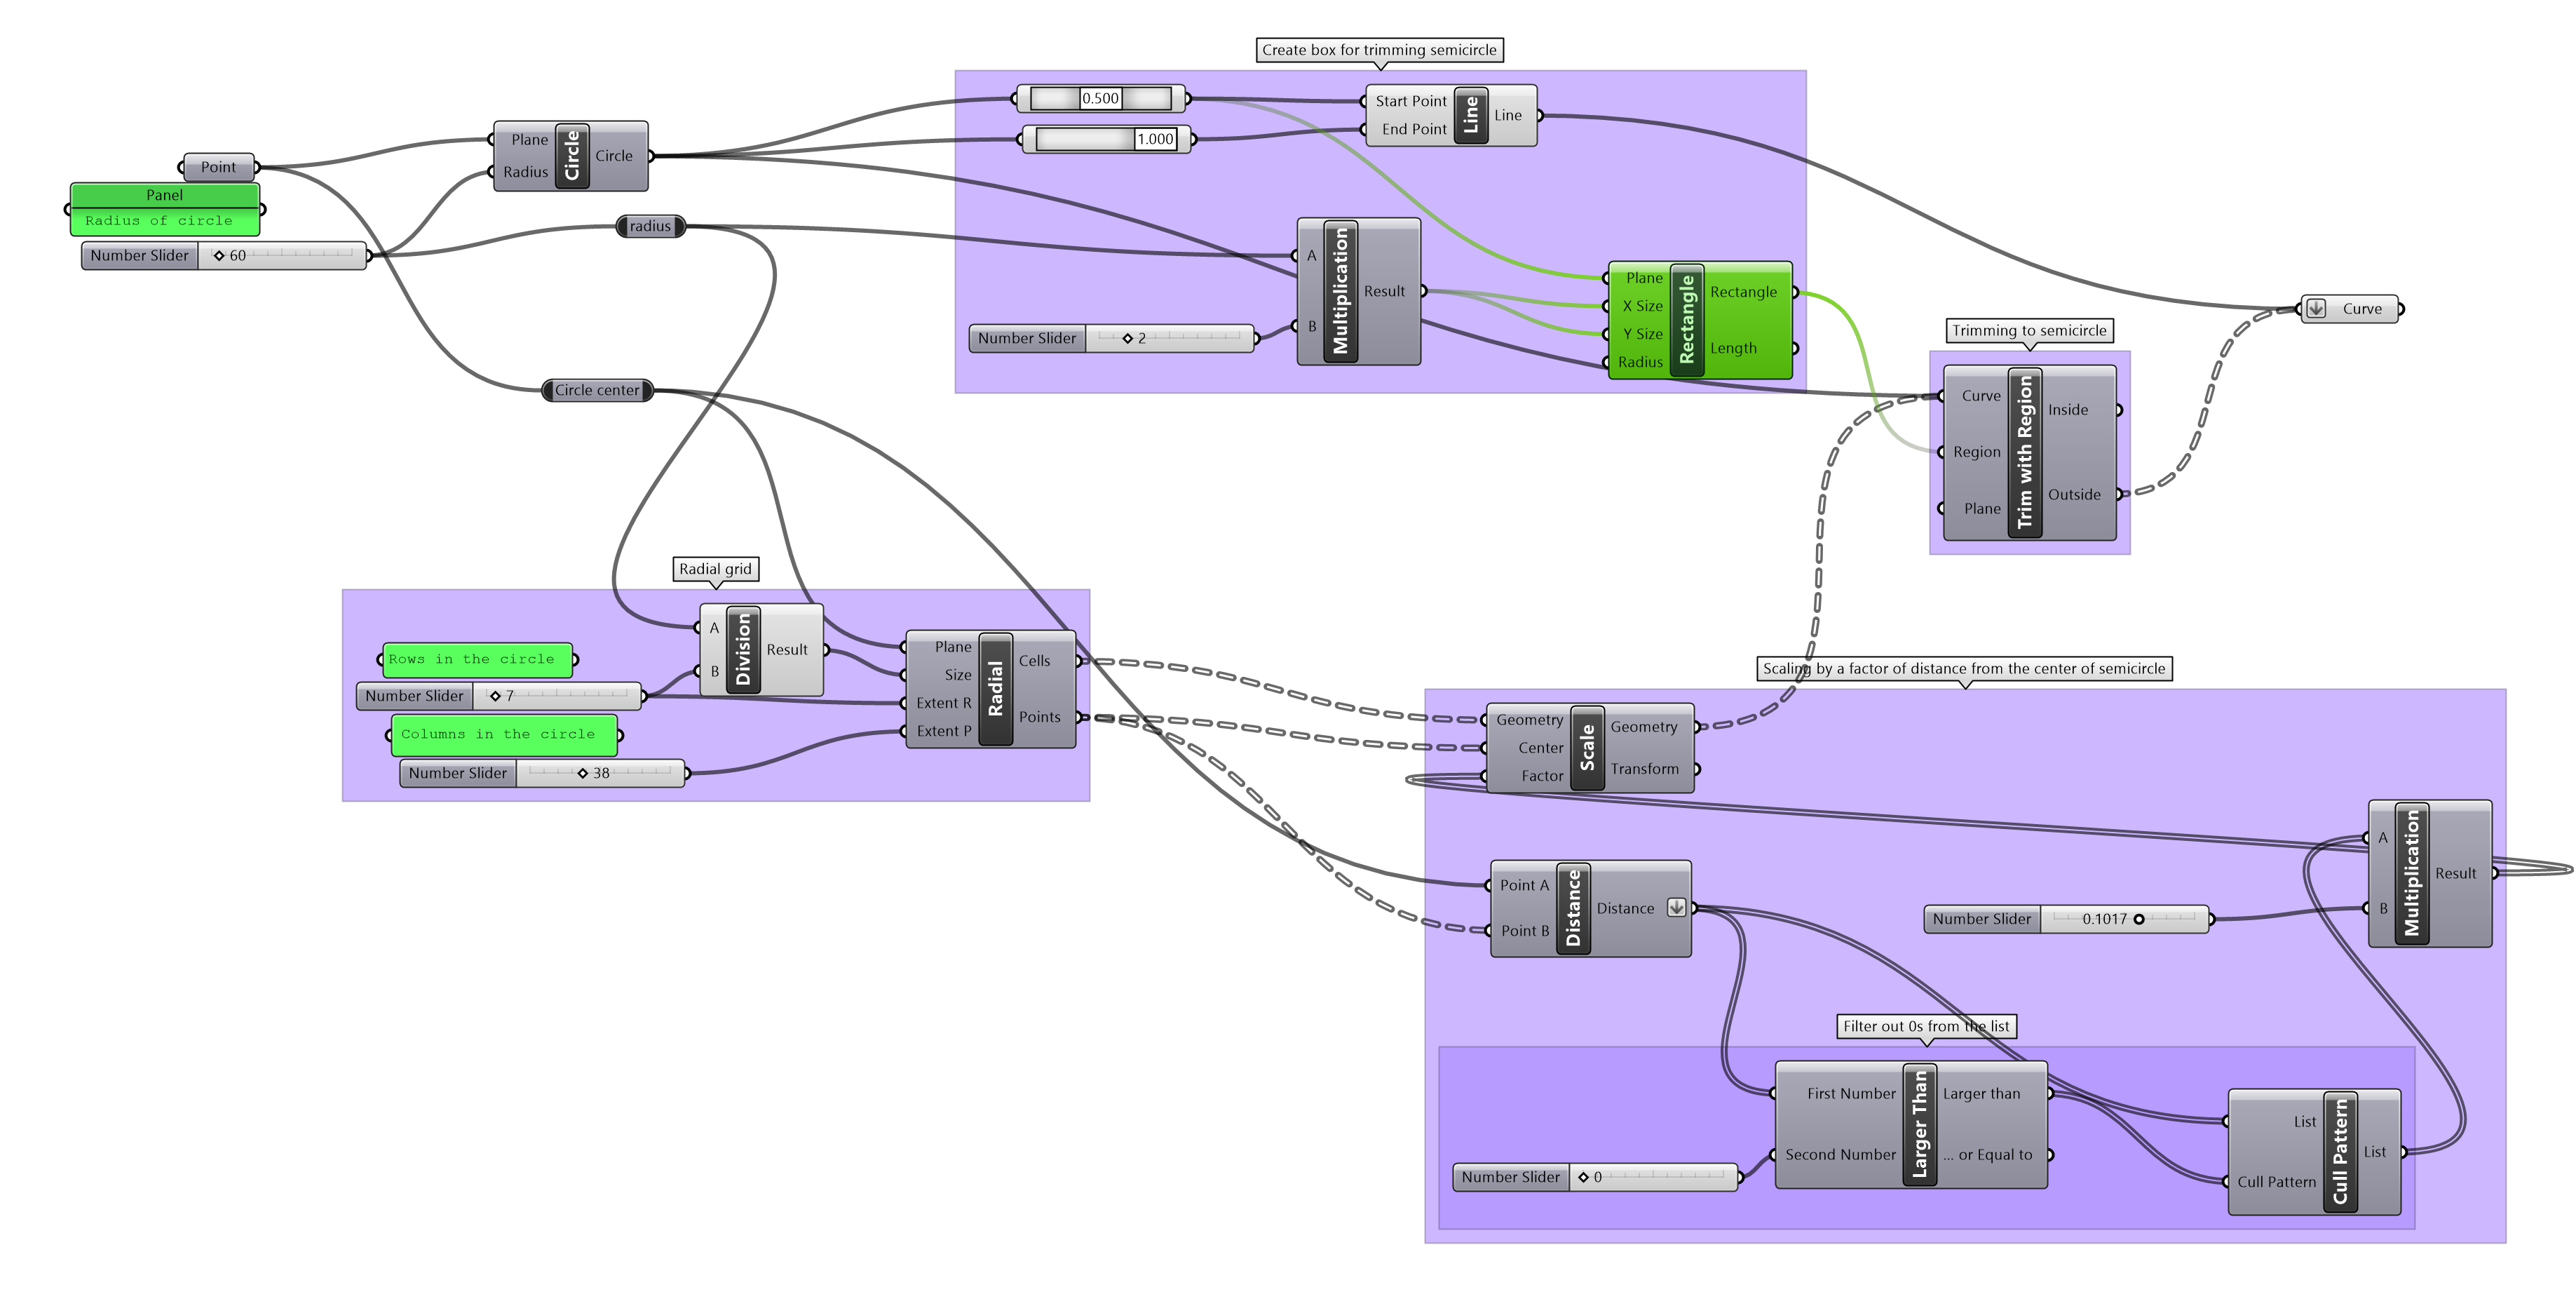 Create box for trimming semicircle
0.500
1.000
Start Point
End Point
Line
Line
Point
Panel
Radius of circle
Number Slider
60
Plane
Radius
Circle
Circle
radius
Circle center
A
B
Multiplication
Result
Number Slider
2
Plane
X Size
Y Size
Radius
Rectangle
Rectangle
Length
Curve
Trimming to semicircle
Curve
Region
Plane
Trim with Region
Inside
Outside
Radial grid
Rows in the circle
Number Slider
7
Columns in the circle
Number Slider
38
A
B
Division
Result
Plane
Size
Extent R
Extent P
Radial
Cells
Points
Scaling by a factor of distance from the center of semicircle
Geometry
Center
Factor
Scale
Geometry
Transform
Point A
Point B
Distance
Distance
Number Slider
0.1017
A
B
Multiplication
Result
Filter out 0s from the list
Number Slider
0
First Number
Second Number
Larger Than
Larger than
... or Equal to
List
Cull Pattern
Cull Pattern
List